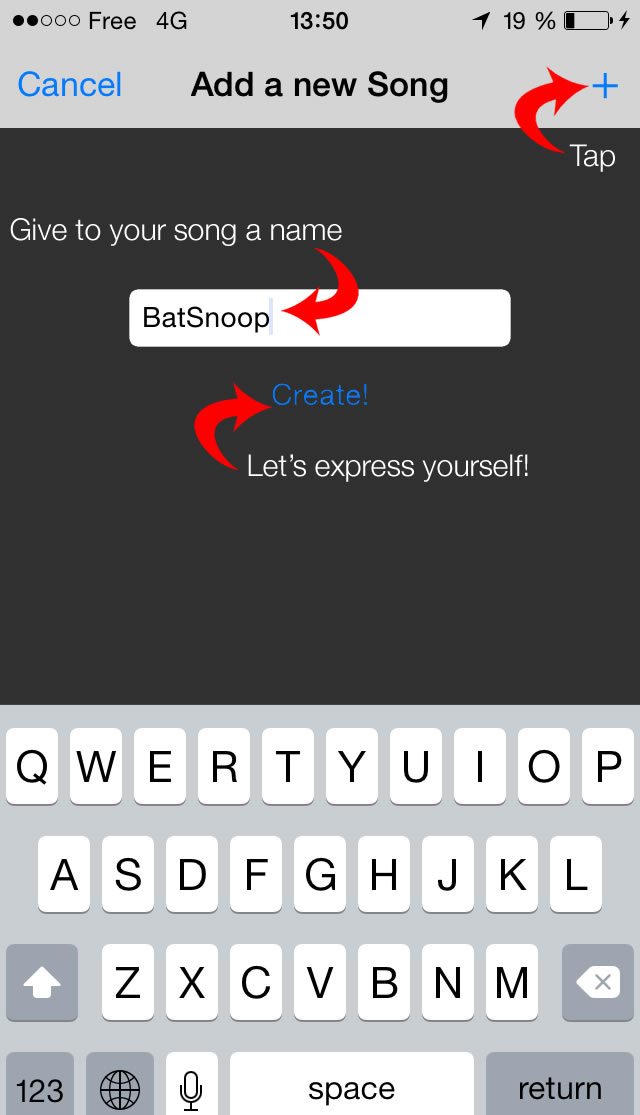 Free 4G 13:50 19 %
Cancel Add a new Song +
Tap
Give to your song a name
BatSnoop
Create!
Let's express yourself!
Q W E R T Y U I O P
A S D F G H J K L
Z X C V B N M
123 space return